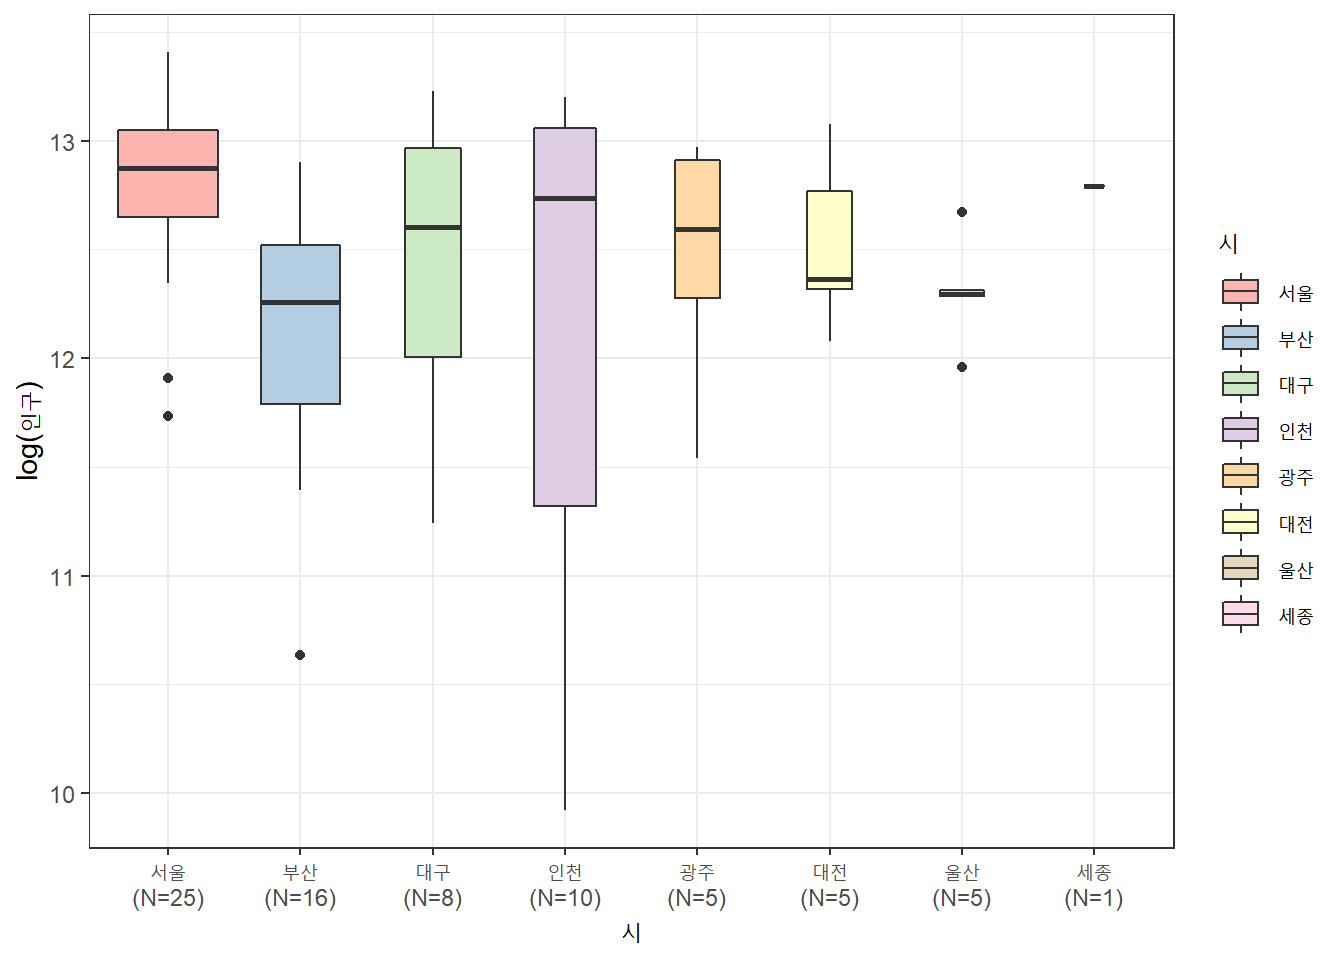 log(인구)
13
12
11
10
서울 부산 대구 인천 광주 대전 울산 세종
(N=25) (N=16) (N=8) (N=10) (N=5) (N=5) (N=5) (N=1)
시
시
서울
부산
대구
인천
광주
대전
울산
세종